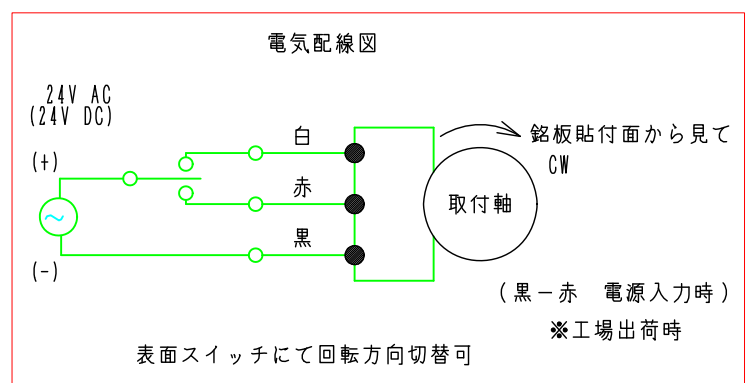 電気配線図
24V AC
(24V DC)
(+)
白
赤
黒
(-)
銘板貼付面から見て
CW
取付軸
(黒-赤 電源入力時)
※工場出荷時
表面スイッチにて回転方向切替可